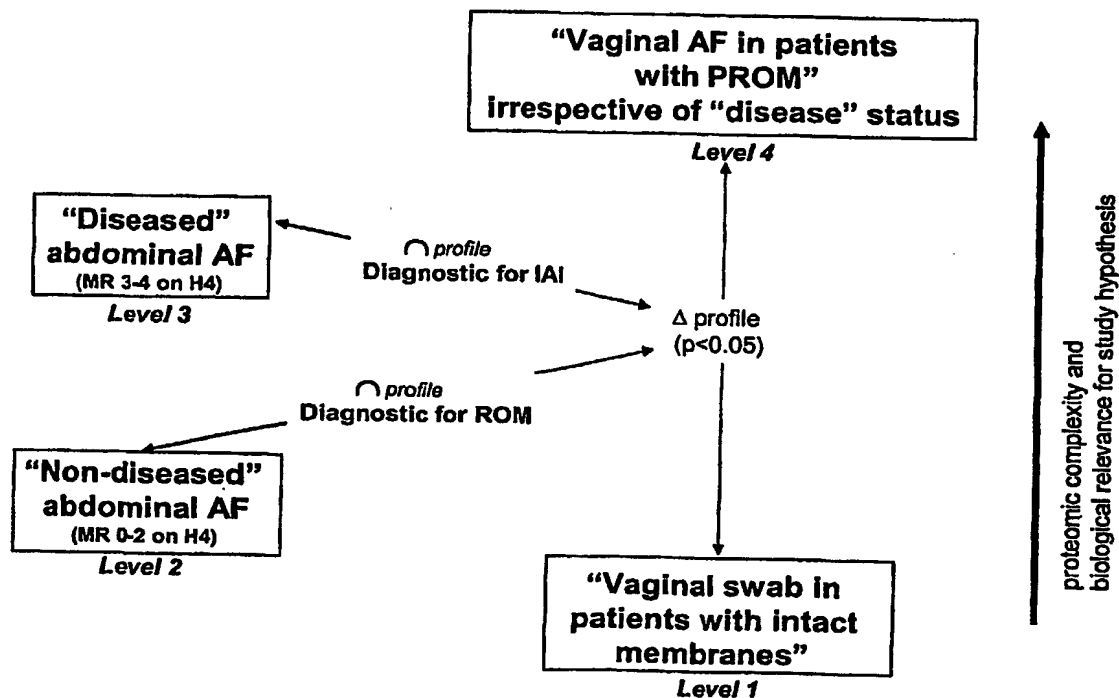 “Vaginal AF in patients
with PROM”
irrespective of “disease” status
Level 4
“Diseased”
abdominal AF
(MR 3-4 on H4)
Level 3
∩ profile
Diagnostic for IAI
Δ profile
(p<0.05)
∩ profile
Diagnostic for ROM
“Non-diseased”
abdominal AF
(MR 0-2 on H4)
Level 2
“Vaginal swab in
patients with intact
membranes”
Level 1
proteomic complexity and
biological relevance for study hypothesis